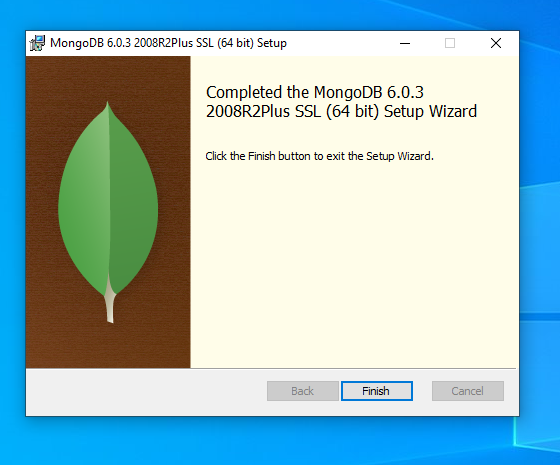 MongoDB 6.0.3 2008R2Plus SSL (64 bit) Setup
Completed the MongoDB 6.0.3
2008R2Plus SSL (64 bit) Setup Wizard
Click the Finish button to exit the Setup Wizard.
Back
Finish
Cancel